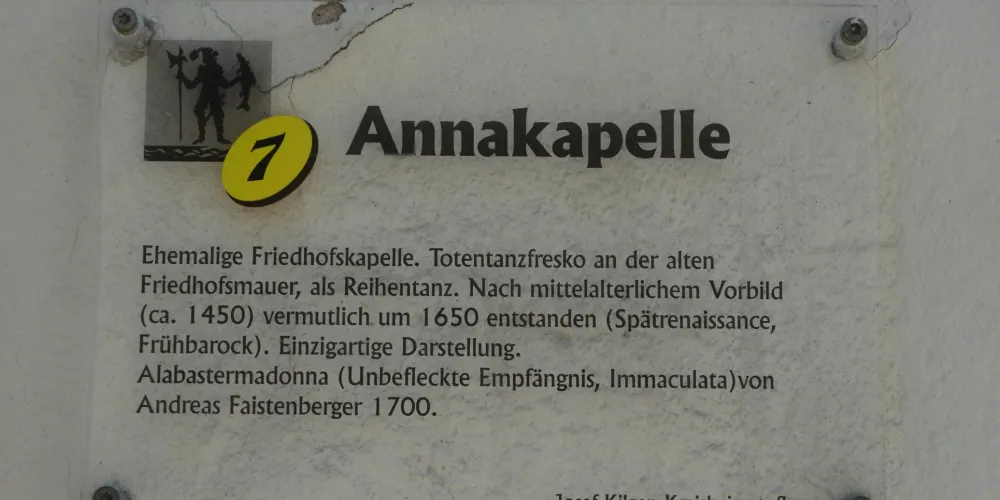 7
Annakapelle
Ehemalige Friedhofskapelle. Totentanzfresko an der alten
Friedhofsmauer, als Reihentanz. Nach mittelalterlichem Vorbild
(ca. 1450) vermutlich um 1650 entstanden (Spätrenaissance,
Frühbarock). Einzigartige Darstellung.
Alabastermadonna (Unbefleckte Empfängnis, Immaculata)von
Andreas Faistenberger 1700.